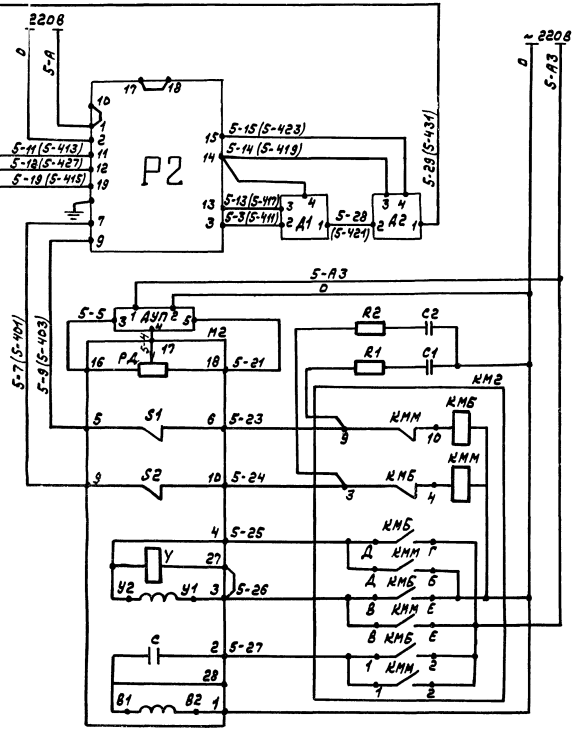 220В
~ 220В
0
5-А
0
5-А3
17 18
10
1
2
5-11(5-413)
11
5-12(5-427)
12
5-19(5-415)
19
7
9
Р2
15
5-15(5-423)
14
5-14(5-419)
13
5-13(5-417)
3
5-3(5-411)
4
3
2
Д1
1
5-28
(5-421)
3 4
2
Д2
1
5-29(5-431)
5-7(5-401)
5-9(5-403)
5-А3
0
5-5
3
1
ДУП
2
5
4
5-4
М2
17
16
РД
18
5-21
R2
C2
R1
C1
КМ2
5
S1
6
5-23
9
КММ
10
КМБ
9
S2
10
5-24
3
КМБ
4
КММ
4
5-25
КМБ
Д
Г
У
27
КММ
Д
Б
У2
У1
3
5-26
КМБ
В
Е
КММ
В
Е
С
2
5-27
КМБ
1
2
28
КММ
1
2
В1
В2
1